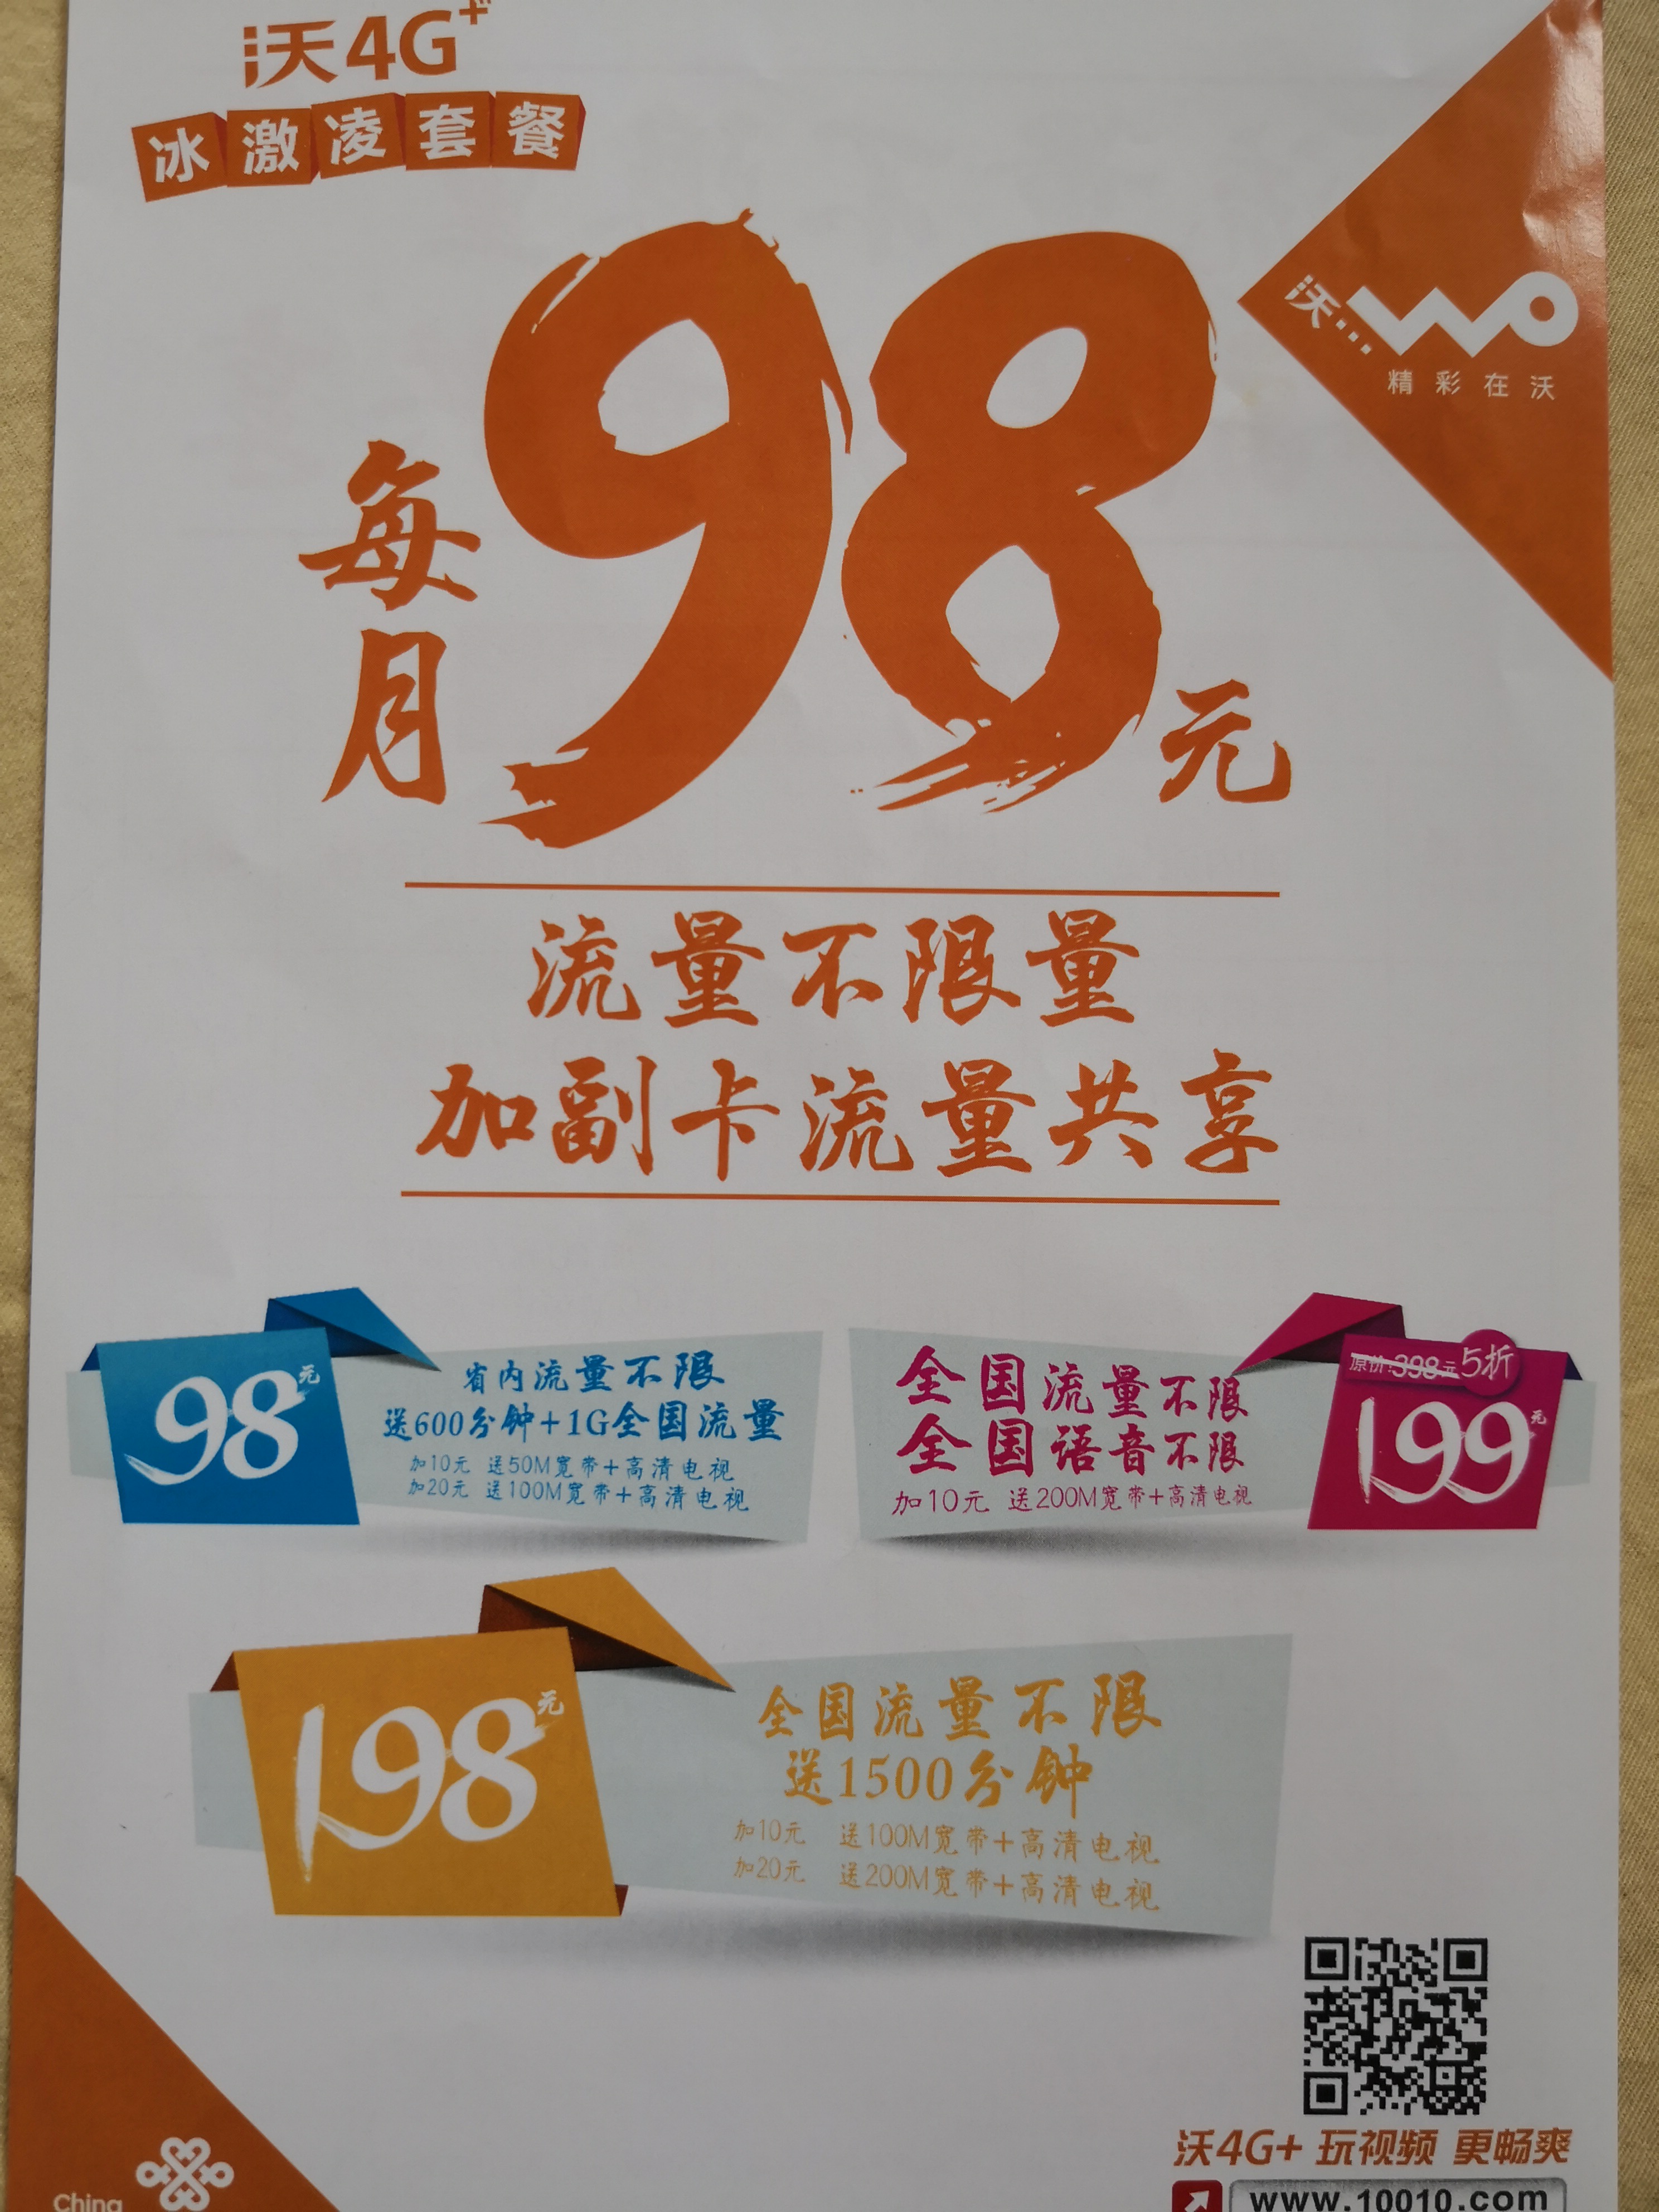 沃4G+
冰激凌套餐
沃…WO
精彩在沃
每月98元
流量不限量
加副卡流量共享
98元
省内流量不限
送600分钟+1G全国流量
加10元 送50M宽带+高清电视
加20元 送100M宽带+高清电视
全国流量不限
全国语音不限
加10元 送200M宽带+高清电视
原价:398元 5折
199元
198元
全国流量不限
送1500分钟
加10元 送100M宽带+高清电视
加20元 送200M宽带+高清电视
沃4G+ 玩视频 更畅爽
www.10010.com
China